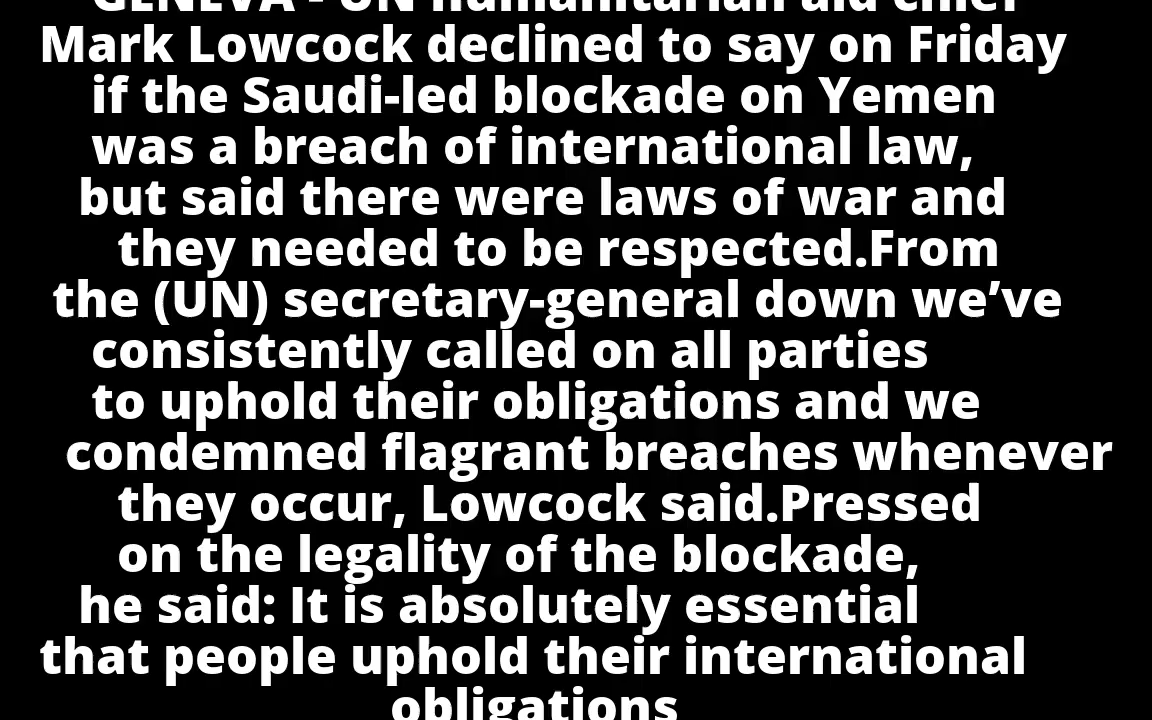 GENEVA - UN humanitarian aid chief
Mark Lowcock declined to say on Friday
if the Saudi-led blockade on Yemen
was a breach of international law,
but said there were laws of war and
they needed to be respected.From
the (UN) secretary-general down we’ve
consistently called on all parties
to uphold their obligations and we
condemned flagrant breaches whenever
they occur, Lowcock said.Pressed
on the legality of the blockade,
he said: It is absolutely essential
that people uphold their international
obligations